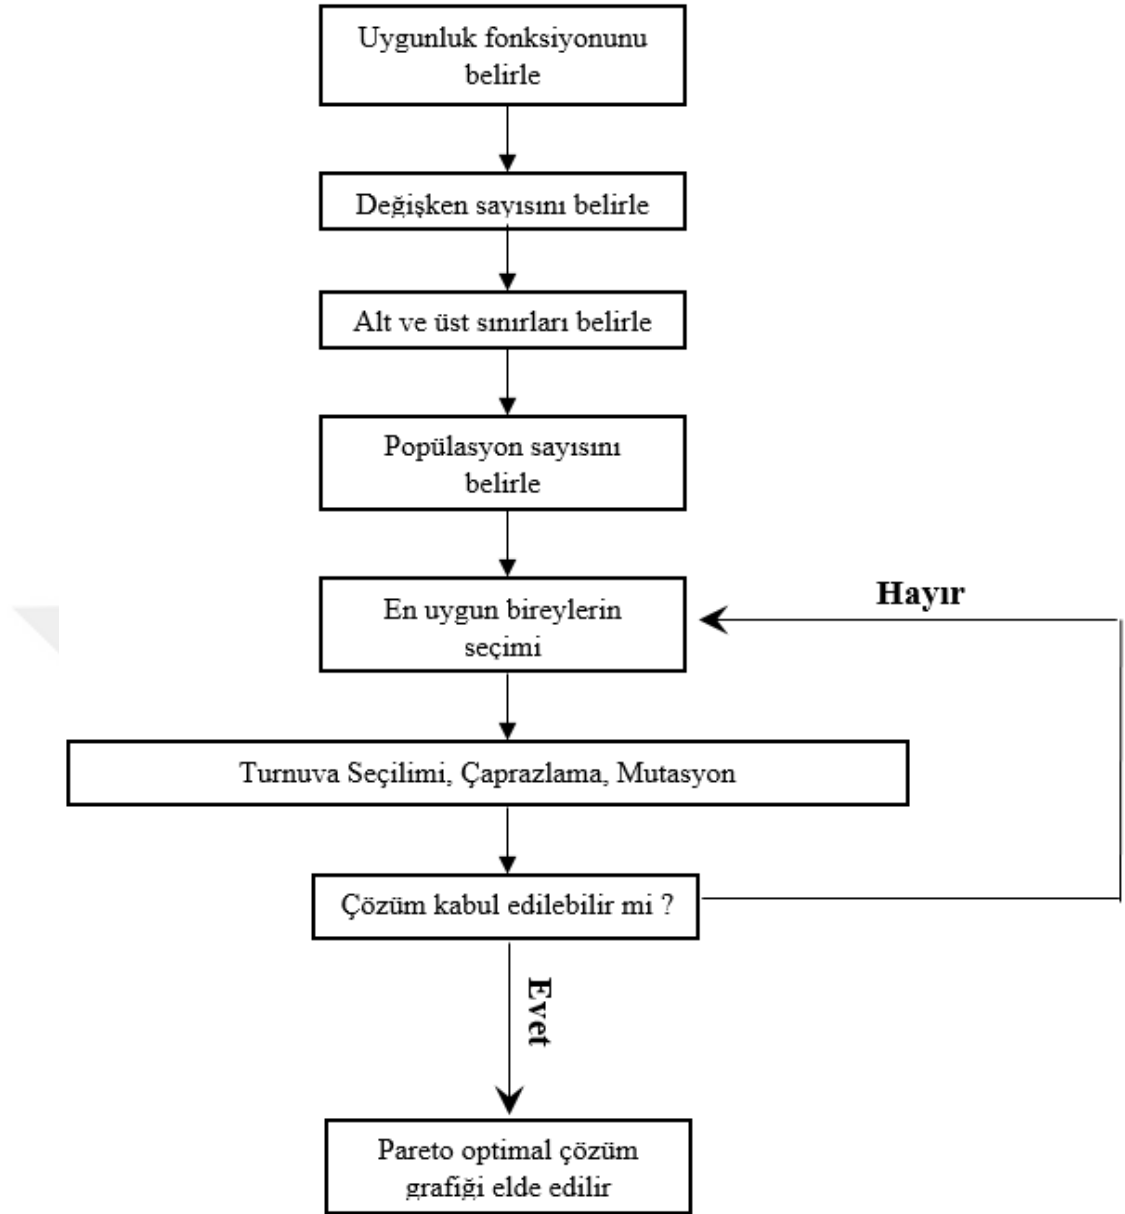 Uygunluk fonksiyonunu
belirle
Değişken sayısını belirle
Alt ve üst sınırları belirle
Popülasyon sayısını
belirle
En uygun bireylerin
seçimi
Hayır
Turnuva Seçilimi, Çaprazlama, Mutasyon
Çözüm kabul edilebilir mi ?
Evet
Pareto optimal çözüm
grafiği elde edilir